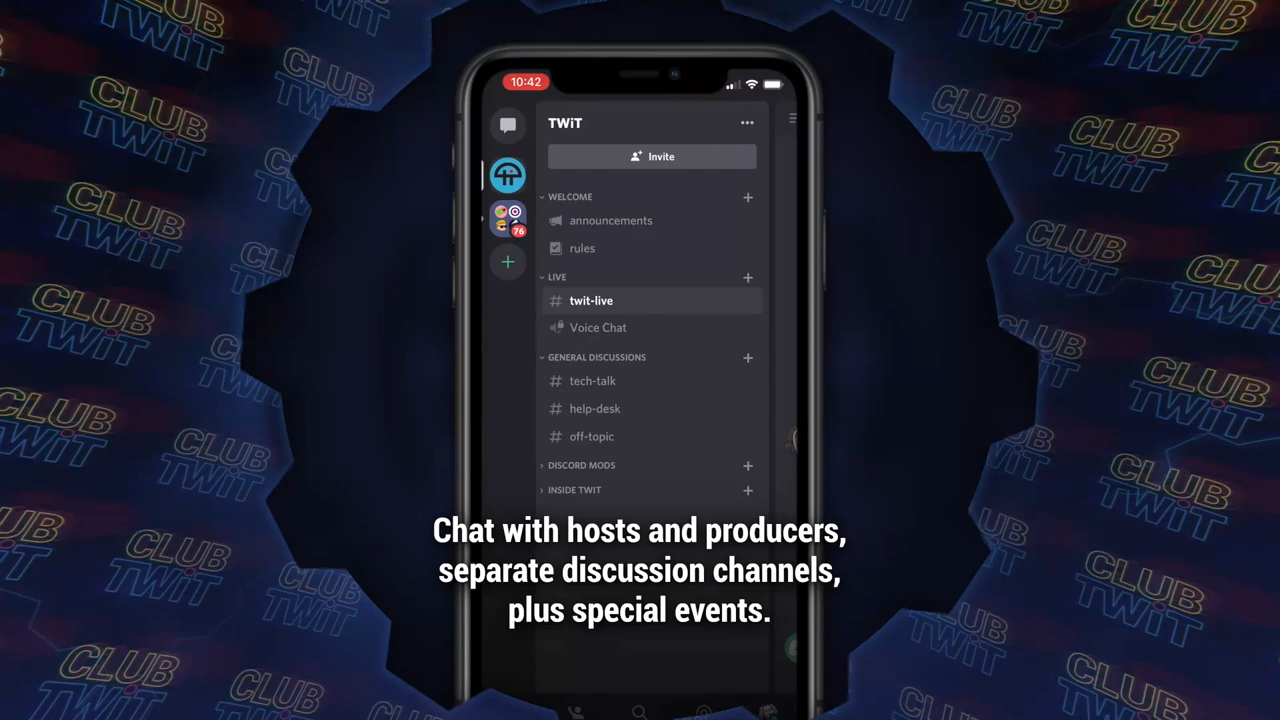 CLUB
TWiT
10:42
TWiT
Invite
WELCOME
announcements
rules
76
LIVE
# twit-live
Voice Chat
GENERAL DISCUSSIONS
# tech-talk
# help-desk
# off-topic
DISCORD MODS
INSIDE TWIT
Chat with hosts and producers,
separate discussion channels,
plus special events.